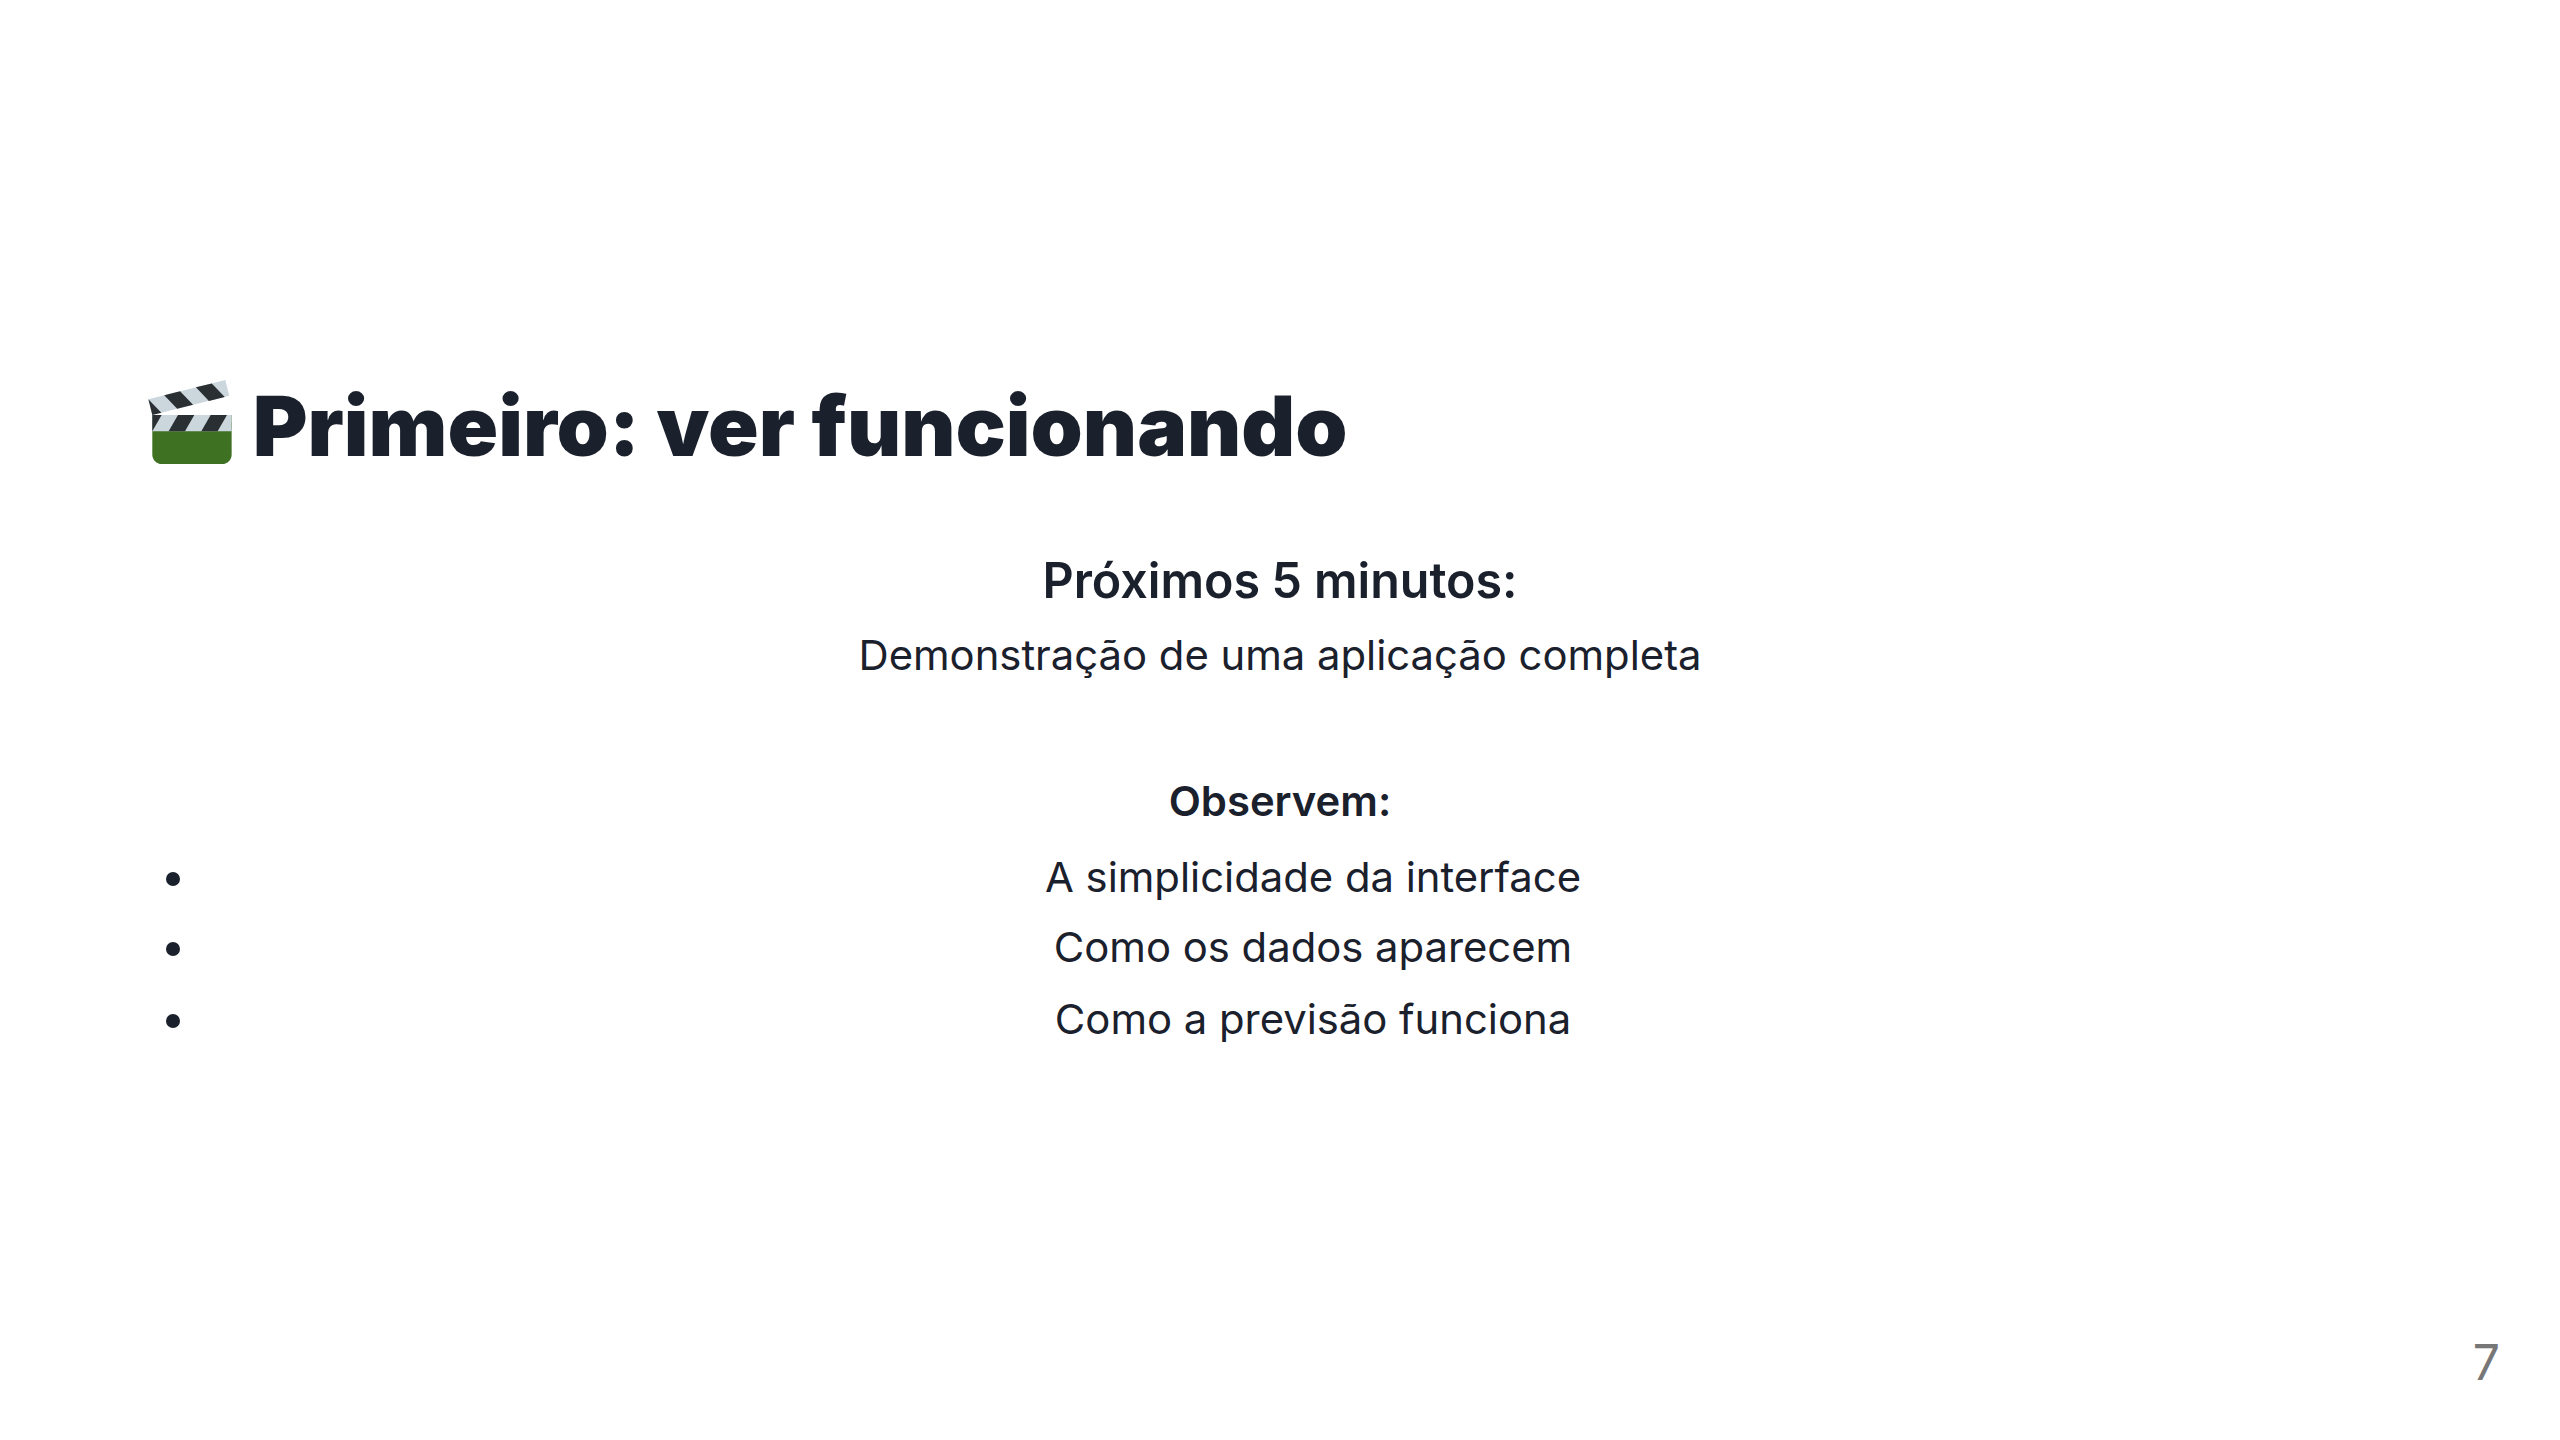 🎬 Primeiro: ver funcionando
Próximos 5 minutos:
Demonstração de uma aplicação completa
Observem:
• A simplicidade da interface
• Como os dados aparecem
• Como a previsão funciona
7